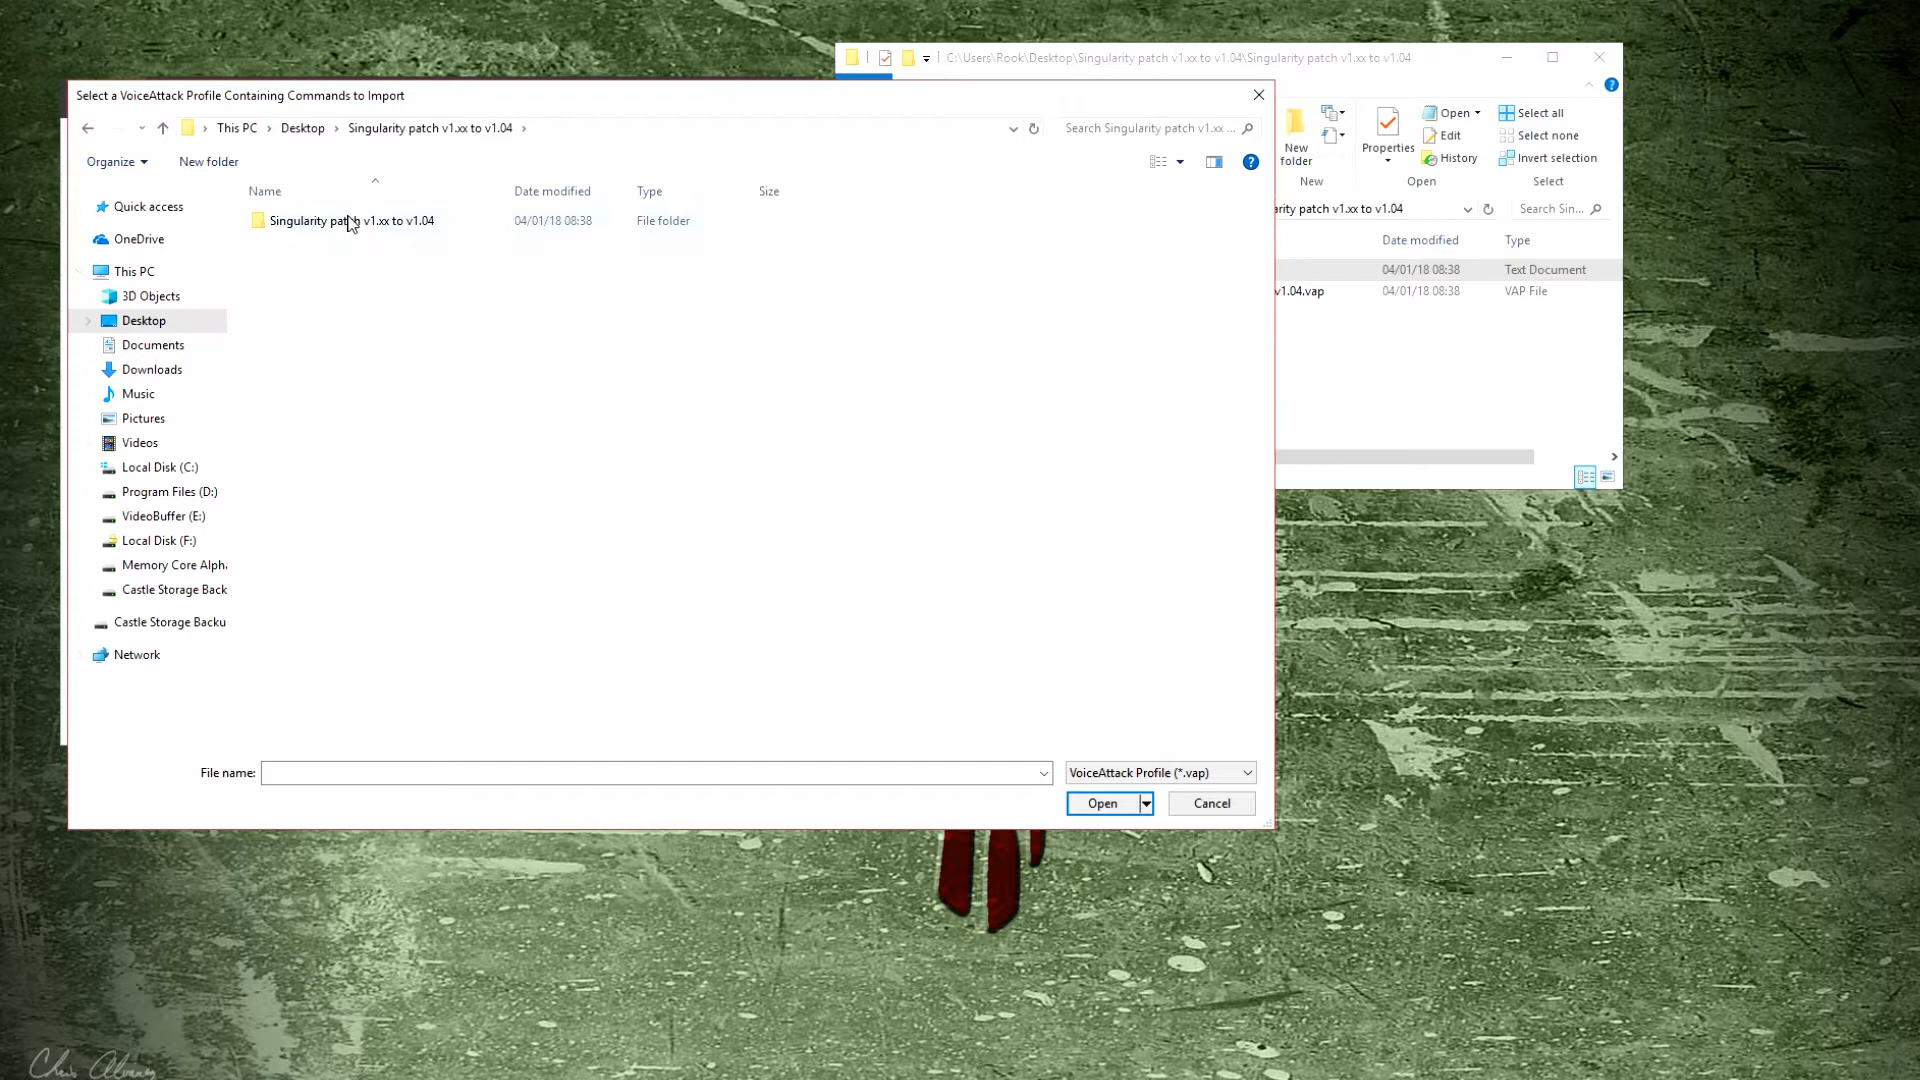 C:\Users\Rook\Desktop\Singularity patch v1.xx to v1.04\Singularity patch v1.xx to v1.04
Select a VoiceAttack Profile Containing Commands to Import
This PC > Desktop > Singularity patch v1.xx to v1.04 >
Search Singularity patch v1.xx ...
Organize
New folder
Name
Date modified
Type
Size
Singularity patch v1.xx to v1.04
04/01/18 08:38
File folder
Quick access
OneDrive
This PC
3D Objects
Desktop
Documents
Downloads
Music
Pictures
Videos
Local Disk (C:)
Program Files (D:)
VideoBuffer (E:)
Local Disk (F:)
Memory Core Alpha
Castle Storage Back
Castle Storage Backu
Network
File name:
VoiceAttack Profile (*.vap)
Open
Cancel
New
folder
New
Properties
Open
Edit
History
Open
Select all
Select none
Invert selection
Select
arity patch v1.xx to v1.04
Search Sin...
Date modified
Type
04/01/18 08:38
Text Document
v1.04.vap
04/01/18 08:38
VAP File
Chris Alvarez